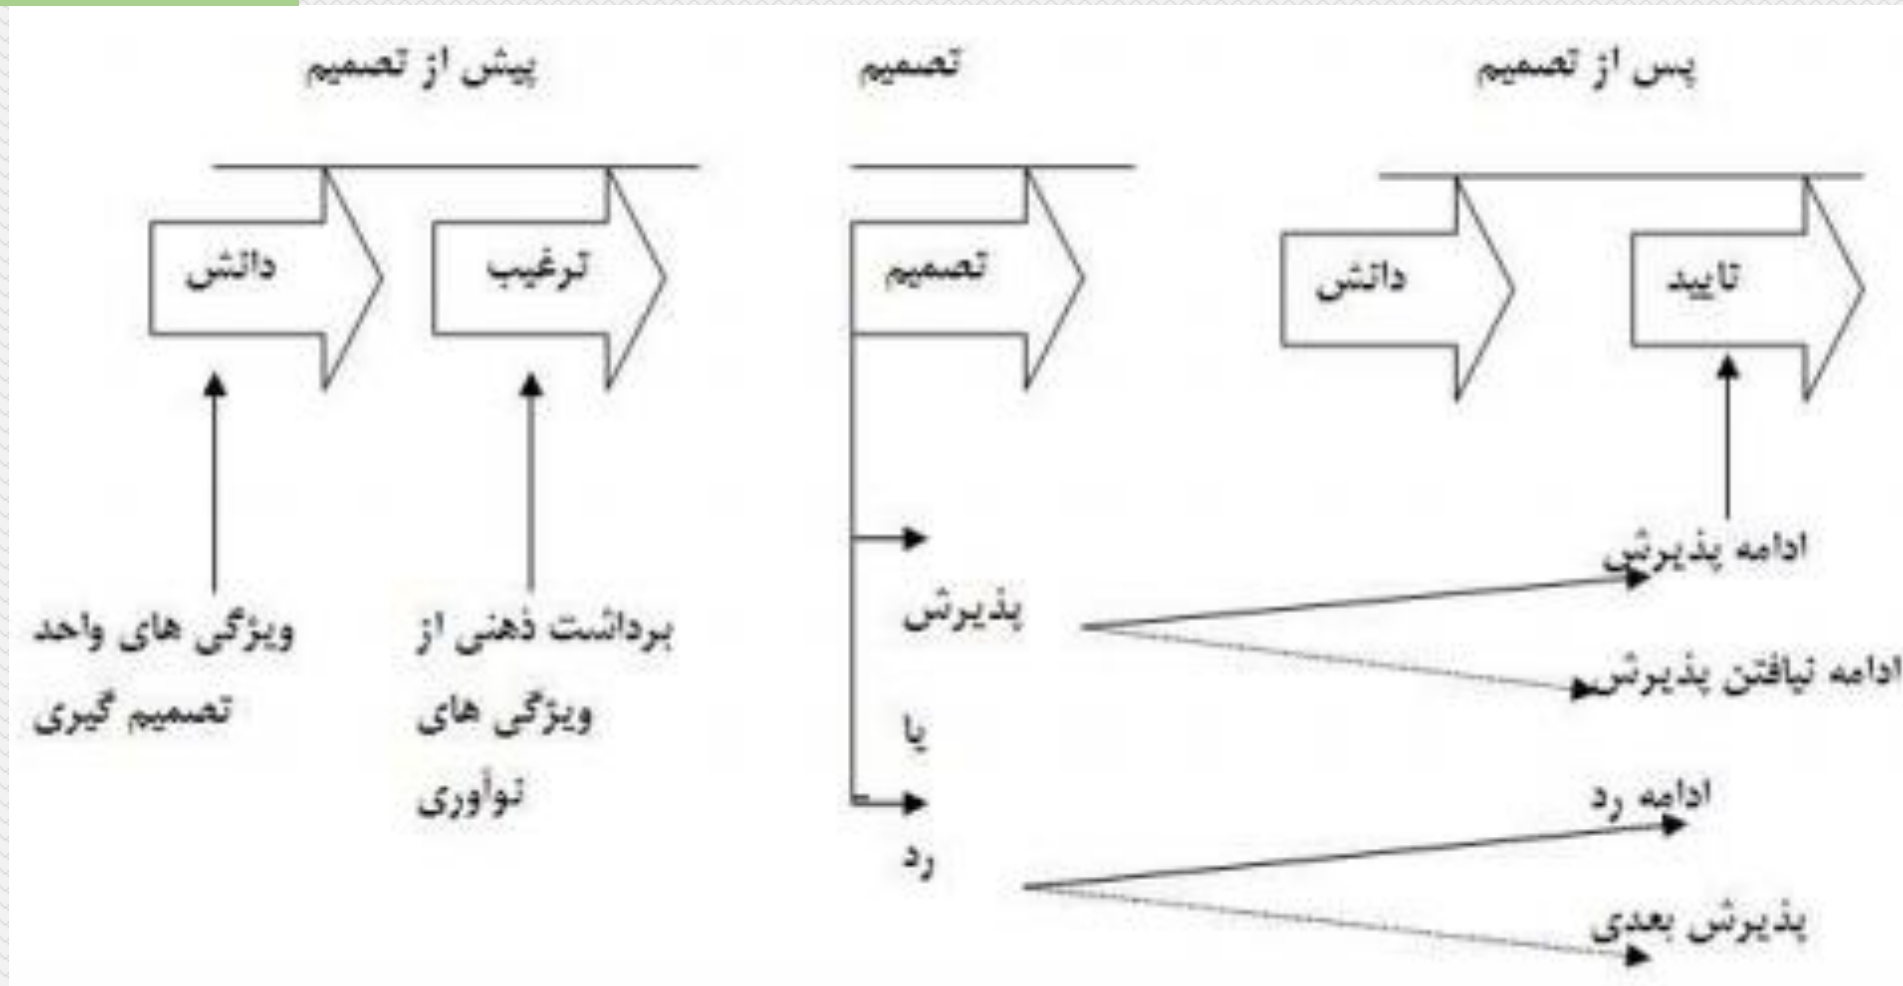 پیش از تصمیم
تصمیم
پس از تصمیم
دانش
ترغیب
تصمیم
دانش
تایید
ویژگی های واحد
تصمیم گیری
برداشت ذهنی از
ویژگی های
نوآوری
پذیرش
یا
رد
ادامه پذیرش
ادامه نیافتن پذیرش
ادامه رد
پذیرش بعدی